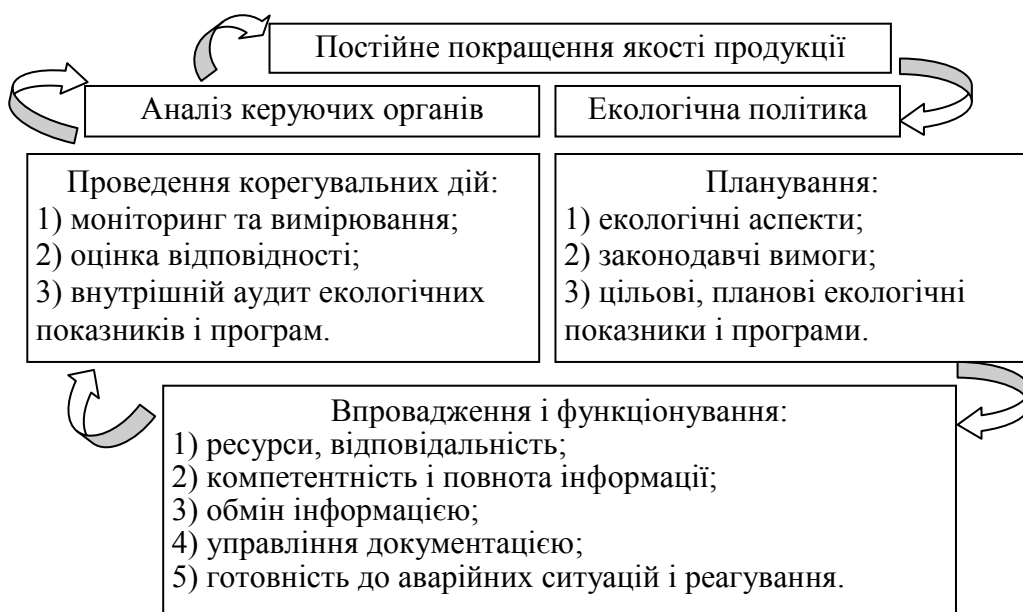 Постійне покращення якості продукції
Аналіз керуючих органів
Екологічна політика
Проведення корегувальних дій:
1) моніторинг та вимірювання;
2) оцінка відповідності;
3) внутрішній аудит екологічних
показників і програм.
Планування:
1) екологічні аспекти;
2) законодавчі вимоги;
3) цільові, планові екологічні
показники і програми.
Впровадження і функціонування:
1) ресурси, відповідальність;
2) компетентність і повнота інформації;
3) обмін інформацією;
4) управління документацією;
5) готовність до аварійних ситуацій і реагування.